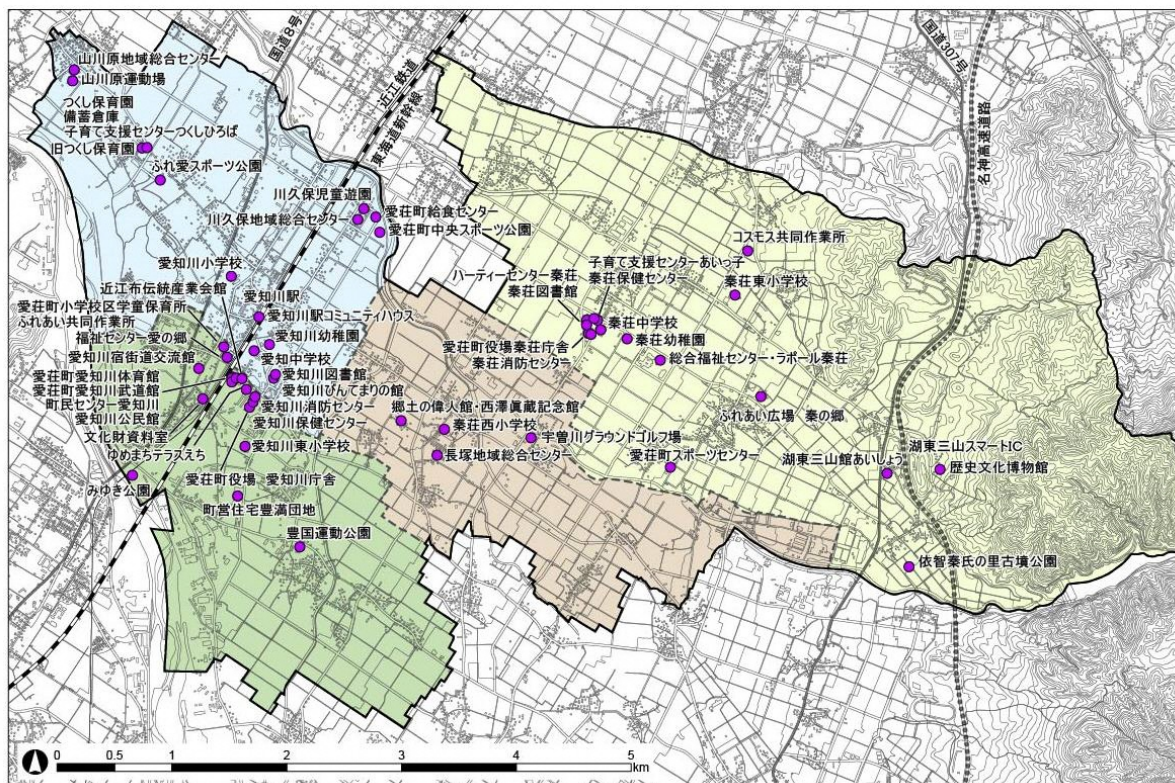 国道8号
近江鉄道
東海道新幹線
国道307号
名神高速道路
山川原地域総合センター
山川原運動場
つくし保育園
備蓄倉庫
子育て支援センターつくしひろば
旧つくし保育園
ふれ愛スポーツ公園
川久保児童遊園
川久保地域総合センター
愛荘町給食センター
愛荘町中央スポーツ公園
愛知川小学校
近江布伝統産業会館
愛知川駅
愛荘町小学校区学童保育所
愛知川駅コミュニティハウス
ふれあい共同作業所
福祉センター愛の郷
愛知川幼稚園
愛知川宿街道交流館
愛知中学校
愛荘町愛知川体育館
愛知川図書館
愛荘町愛知川武道館
愛知川びんてまりの館
町民センター愛知川
愛知川消防センター
愛知川公民館
愛知川保健センター
文化財資料室
ゆめまちテラスえち
愛知川東小学校
みゆき公園
愛荘町役場 愛知川庁舎
町営住宅豊満団地
豊国運動公園
コスモス共同作業所
子育て支援センターあいっ子
ハーティーセンター秦荘
秦荘保健センター
秦荘図書館
秦荘東小学校
秦荘中学校
愛荘町役場秦荘庁舎
秦荘幼稚園
秦荘消防センター
総合福祉センター・ラポール秦荘
ふれあい広場 秦の郷
郷土の偉人館・西澤眞蔵記念館
秦荘西小学校
宇曽川グラウンドゴルフ場
長塚地域総合センター
愛荘町スポーツセンター
湖東三山スマートIC
湖東三山館あいしょう
歴史文化博物館
依智秦氏の里古墳公園
0 0.5 1 2 3 4 5
km